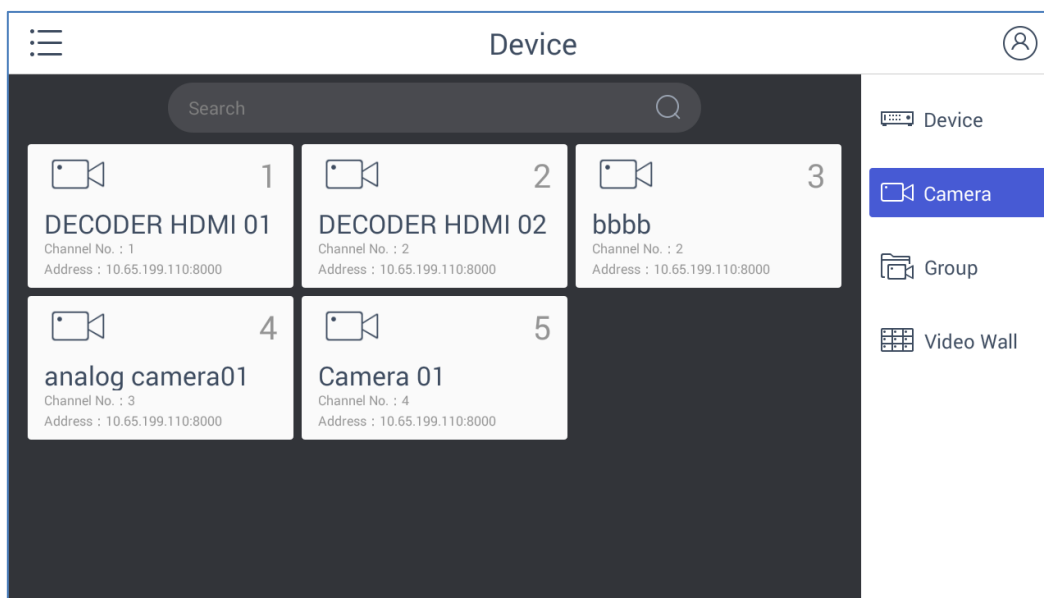 Device
Search
Device
Camera
Group
Video Wall
1
DECODER HDMI 01
Channel No. : 1
Address : 10.65.199.110:8000
2
DECODER HDMI 02
Channel No. : 2
Address : 10.65.199.110:8000
3
bbbb
Channel No. : 2
Address : 10.65.199.110:8000
4
analog camera01
Channel No. : 3
Address : 10.65.199.110:8000
5
Camera 01
Channel No. : 4
Address : 10.65.199.110:8000